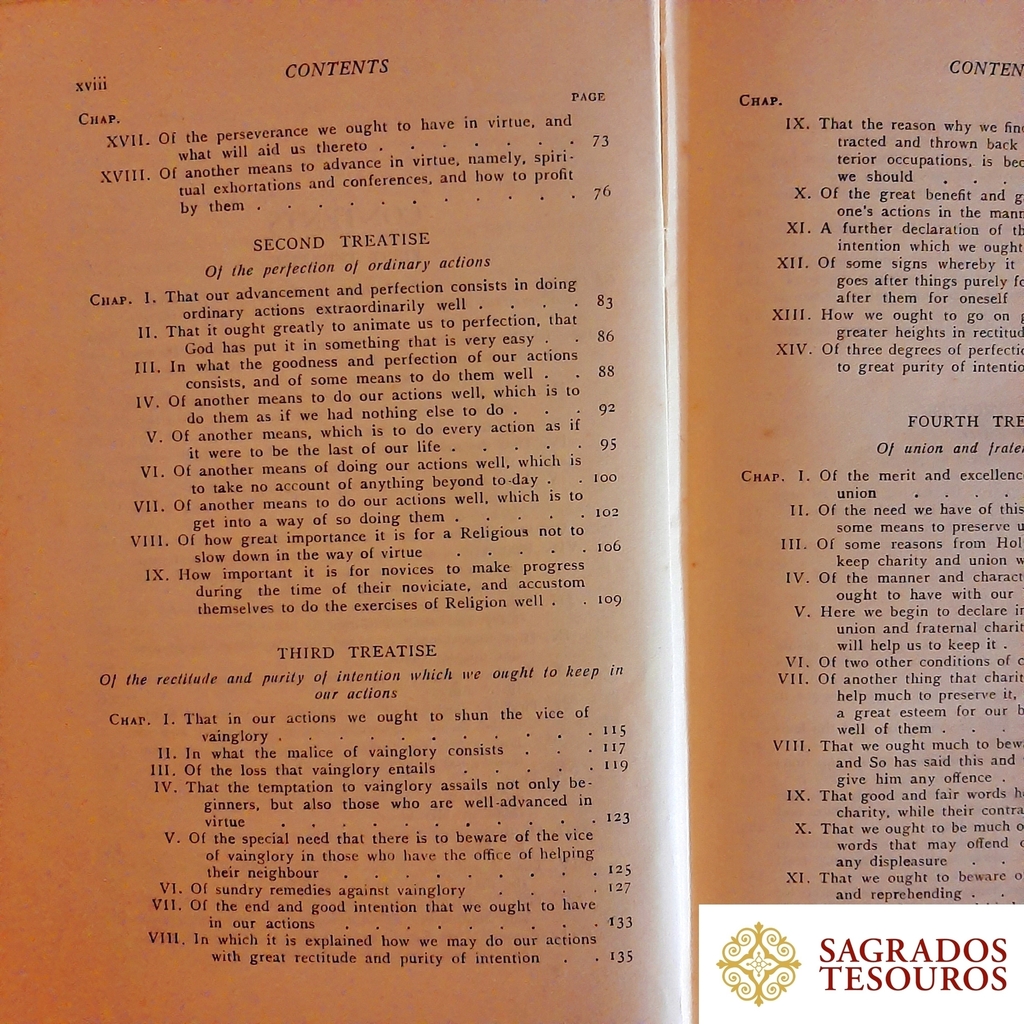 xviii
CONTENTS
PAGE
CHAP.
XVII. Of the perseverance we ought to have in virtue, and
what will aid us thereto . . . . . . . 73
XVIII. Of another means to advance in virtue, namely, spiri-
tual exhortations and conferences, and how to profit
by them . . . . . . . . . . . 76
SECOND TREATISE
Of the perfection of ordinary actions
CHAP. I. That our advancement and perfection consists in doing
ordinary actions extraordinarily well . . . . 83
II. That it ought greatly to animate us to perfection, that
God has put it in something that is very easy . . 86
III. In what the goodness and perfection of our actions
consists, and of some means to do them well . . 88
IV. Of another means to do our actions well, which is to
do them as if we had nothing else to do . . . 92
V. Of another means, which is to do every action as if
it were to be the last of our life . . . . . 95
VI. Of another means of doing our actions well, which is
to take no account of anything beyond to-day . . 100
VII. Of another means to do our actions well, which is to
get into a way of so doing them . . . . . 102
VIII. Of how great importance it is for a Religious not to
slow down in the way of virtue . . . . . 106
IX. How important it is for novices to make progress
during the time of their noviciate, and accustom
themselves to do the exercises of Religion well . . 109
THIRD TREATISE
Of the rectitude and purity of intention which we ought to keep in
our actions
CHAP. I. That in our actions we ought to shun the vice of
vainglory . . . . . . . . . . 115
II. In what the malice of vainglory consists . . . 117
III. Of the loss that vainglory entails . . . . . 119
IV. That the temptation to vainglory assails not only be-
ginners, but also those who are well-advanced in
virtue . . . . . . . . . . 123
V. Of the special need that there is to beware of the vice
of vainglory in those who have the office of helping
their neighbour . . . . . . . . 125
VI. Of sundry remedies against vainglory . . . . 127
VII. Of the end and good intention that we ought to have
in our actions . . . . . . . . 133
VIII. In which it is explained how we may do our actions
with great rectitude and purity of intention . . 135
CONTEN
CHAP.
IX. That the reason why we fin
tracted and thrown back
terior occupations, is bec
we should . . .
X. Of the great benefit and g
one's actions in the mann
XI. A further declaration of th
intention which we ought
XII. Of some signs whereby it
goes after things purely fo
after them for oneself
XIII. How we ought to go on g
greater heights in rectitud
XIV. Of three degrees of perfectio
to great purity of intentio
FOURTH TRE
Of union and frater
CHAP. I. Of the merit and excellenc
union . . . .
II. Of the need we have of this
some means to preserve u
III. Of some reasons from Hol
keep charity and union w
IV. Of the manner and charact
ought to have with our
V. Here we begin to declare in
union and fraternal charit
will help us to keep it .
VI. Of two other conditions of c
VII. Of another thing that charit
help much to preserve it,
a great esteem for our b
well of them . . .
VIII. That we ought much to bew
and So has said this and
give him any offence .
IX. That good and fair words he
charity, while their contra
X. That we ought to be much o
words that may offend
any displeasure . .
XI. That we ought to beware o
and reprehending . .
SAGRADOS
TESOUROS